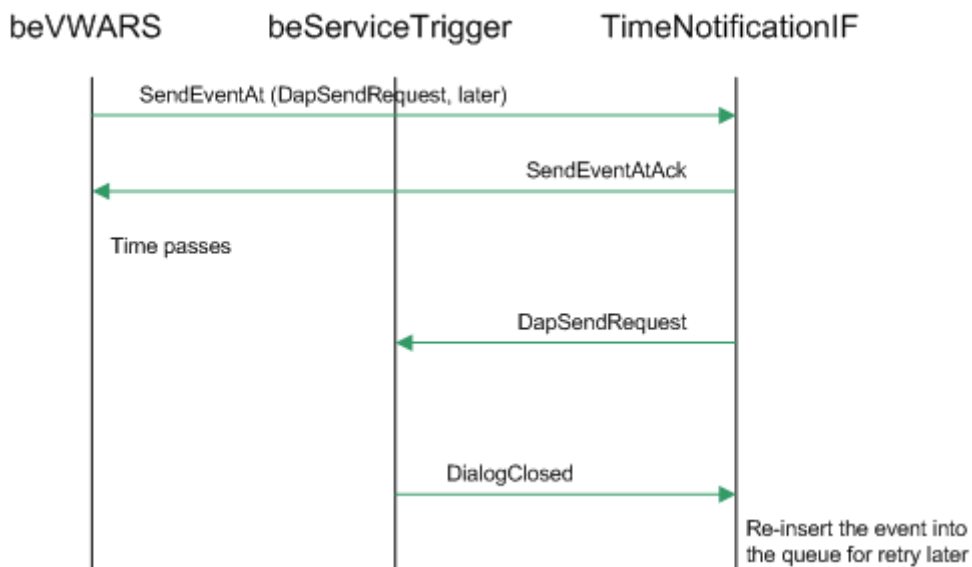 beVWARS
beServiceTrigger
TimeNotificationIF
SendEventAt (DapSendRequest, later)
SendEventAtAck
Time passes
DapSendRequest
DialogClosed
Re-insert the event into
the queue for retry later